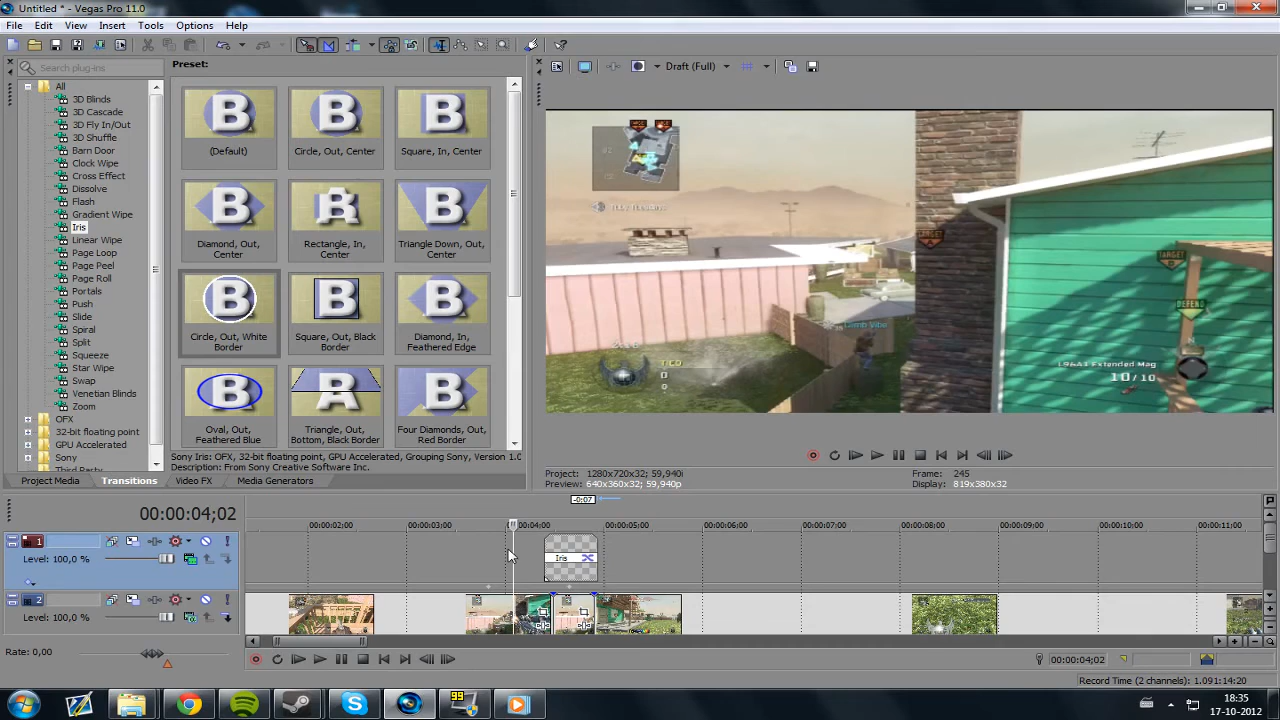 Untitled * - Vegas Pro 11.0
File Edit View Insert Tools Options Help
Search plug-ins
All
3D Blinds
3D Cascade
3D Fly In/Out
3D Shuffle
Barn Door
Clock Wipe
Cross Effect
Dissolve
Flash
Gradient Wipe
Iris
Linear Wipe
Page Loop
Page Peel
Page Roll
Portals
Push
Slide
Spiral
Split
Squeeze
Star Wipe
Swap
Venetian Blinds
Zoom
OFX
32-bit floating point
GPU Accelerated
Sony
Third Party
Preset:
(Default)
Circle, Out, Center
Square, In, Center
Diamond, Out,
Center
Rectangle, In,
Center
Triangle Down, Out,
Center
Circle, Out, White
Border
Square, Out, Black
Border
Diamond, In,
Feathered Edge
Oval, Out,
Feathered Blue
Triangle, Out,
Bottom, Black Border
Four Diamonds, Out,
Red Border
Sony Iris: OFX, 32-bit floating point, GPU Accelerated, Grouping Sony, Version 1.0
Description: From Sony Creative Software Inc.
Project Media Transitions Video FX Media Generators
Draft (Full)
TARGET
TARGET
DEFEND
L96A1 Extended Mag
10/10
Project: 1280x720x32; 59,940i
Preview: 640x360x32; 59,940p
Frame: 245
Display: 819x380x32
00:00:04;02
-0:07
00:00:02;00 00:00:03;00 00:00:04;00 00:00:05;00 00:00:06;00 00:00:07;00 00:00:08;00 00:00:09;00 00:00:10;00 00:00:11;00
1
Level: 100,0 %
Iris
2
Level: 100,0 %
Rate: 0,00
00:00:04;02
Record Time (2 channels): 1.091:14:20
99
18:35
17-10-2012